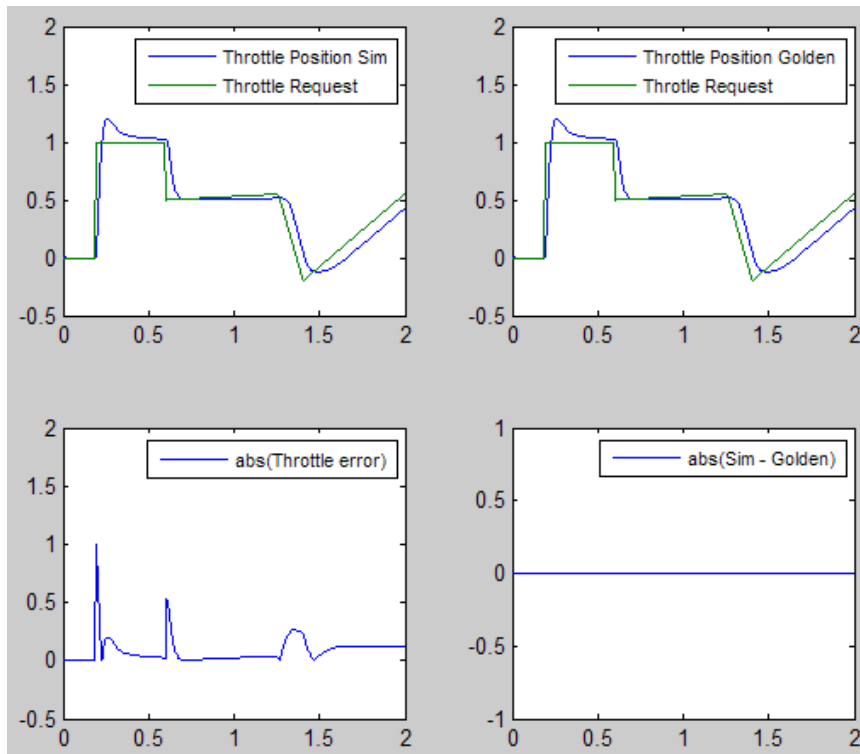 2
1.5
1
0.5
0
-0.5
0 0.5 1 1.5 2
Throttle Position Sim
Throttle Request
2
1.5
1
0.5
0
-0.5
0 0.5 1 1.5 2
Throttle Position Golden
Throtle Request
2
1.5
1
0.5
0
-0.5
0 0.5 1 1.5 2
abs(Throttle error)
1
0.5
0
-0.5
-1
0 0.5 1 1.5 2
abs(Sim - Golden)